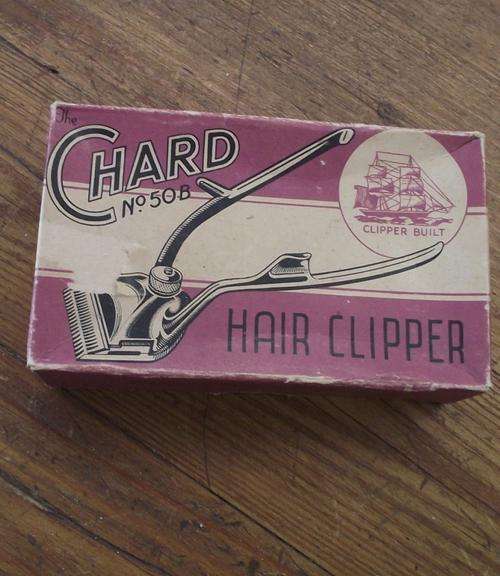 The
CHARD
No 50B
CLIPPER BUILT
HAIR CLIPPER